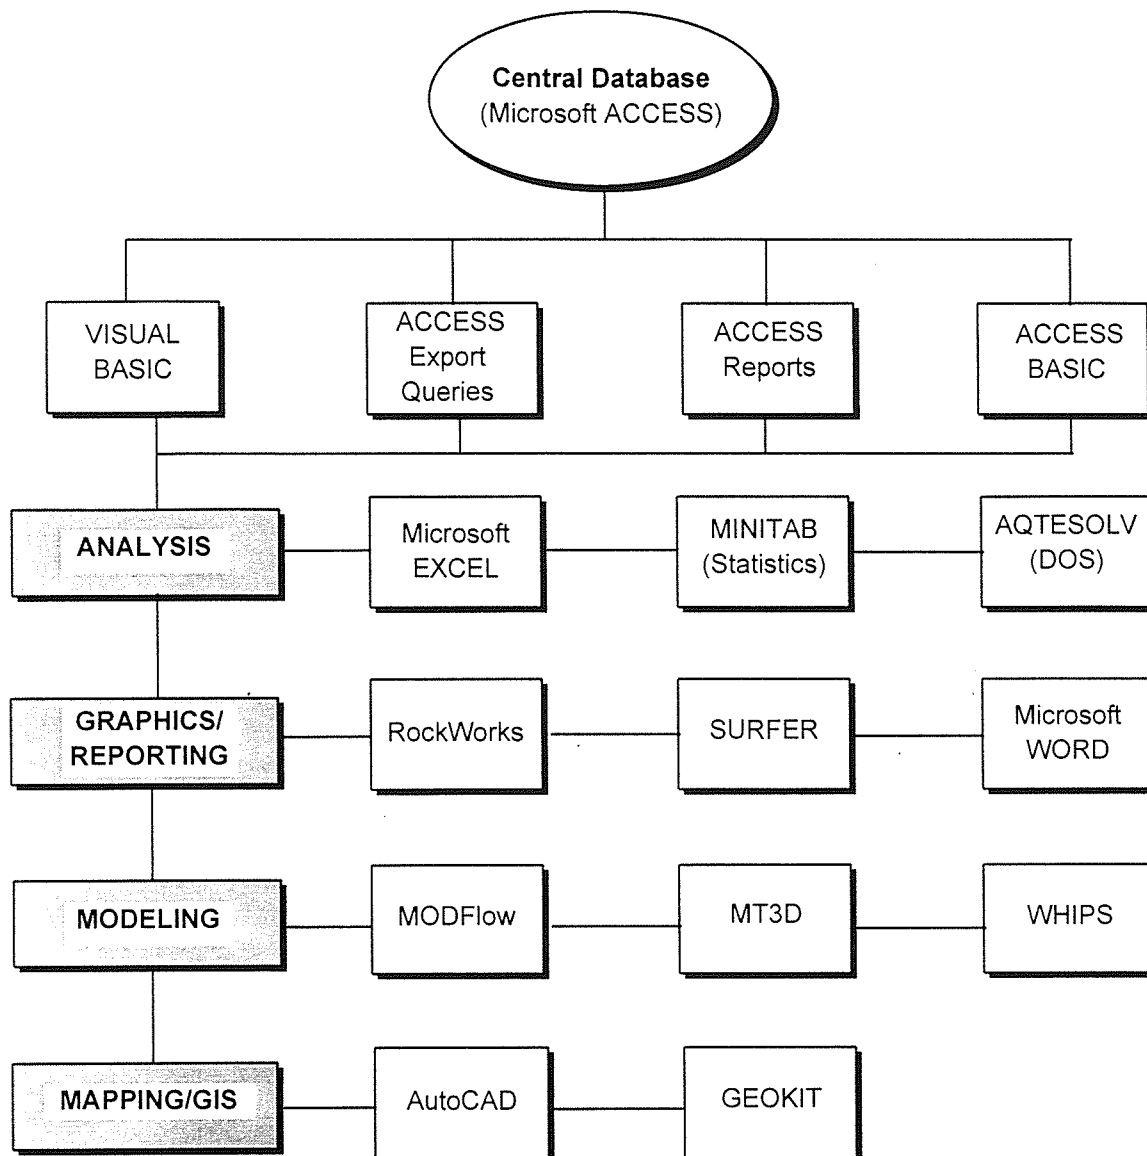 Central Database
(Microsoft ACCESS)
VISUAL
BASIC
ACCESS
Export
Queries
ACCESS
Reports
ACCESS
BASIC
ANALYSIS
Microsoft
EXCEL
MINITAB
(Statistics)
AQTESOLV
(DOS)
GRAPHICS/
REPORTING
RockWorks
SURFER
Microsoft
WORD
MODELING
MODFlow
MT3D
WHIPS
MAPPING/GIS
AutoCAD
GEOKIT